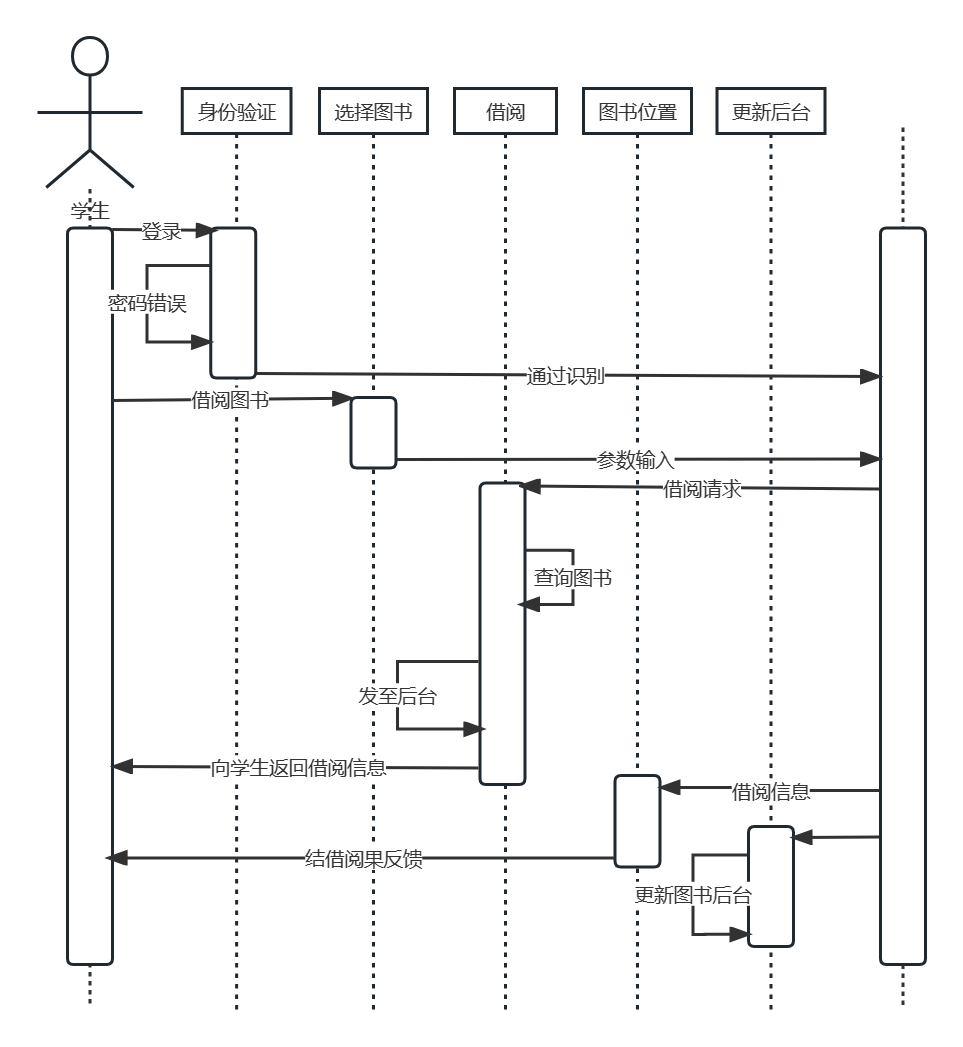 身份验证
选择图书
借阅
图书位置
更新后台
学生
登录
密码错误
通过识别
借阅图书
参数输入
借阅请求
查询图书
发至后台
向学生返回借阅信息
借阅信息
结借阅果反馈
更新图书后台